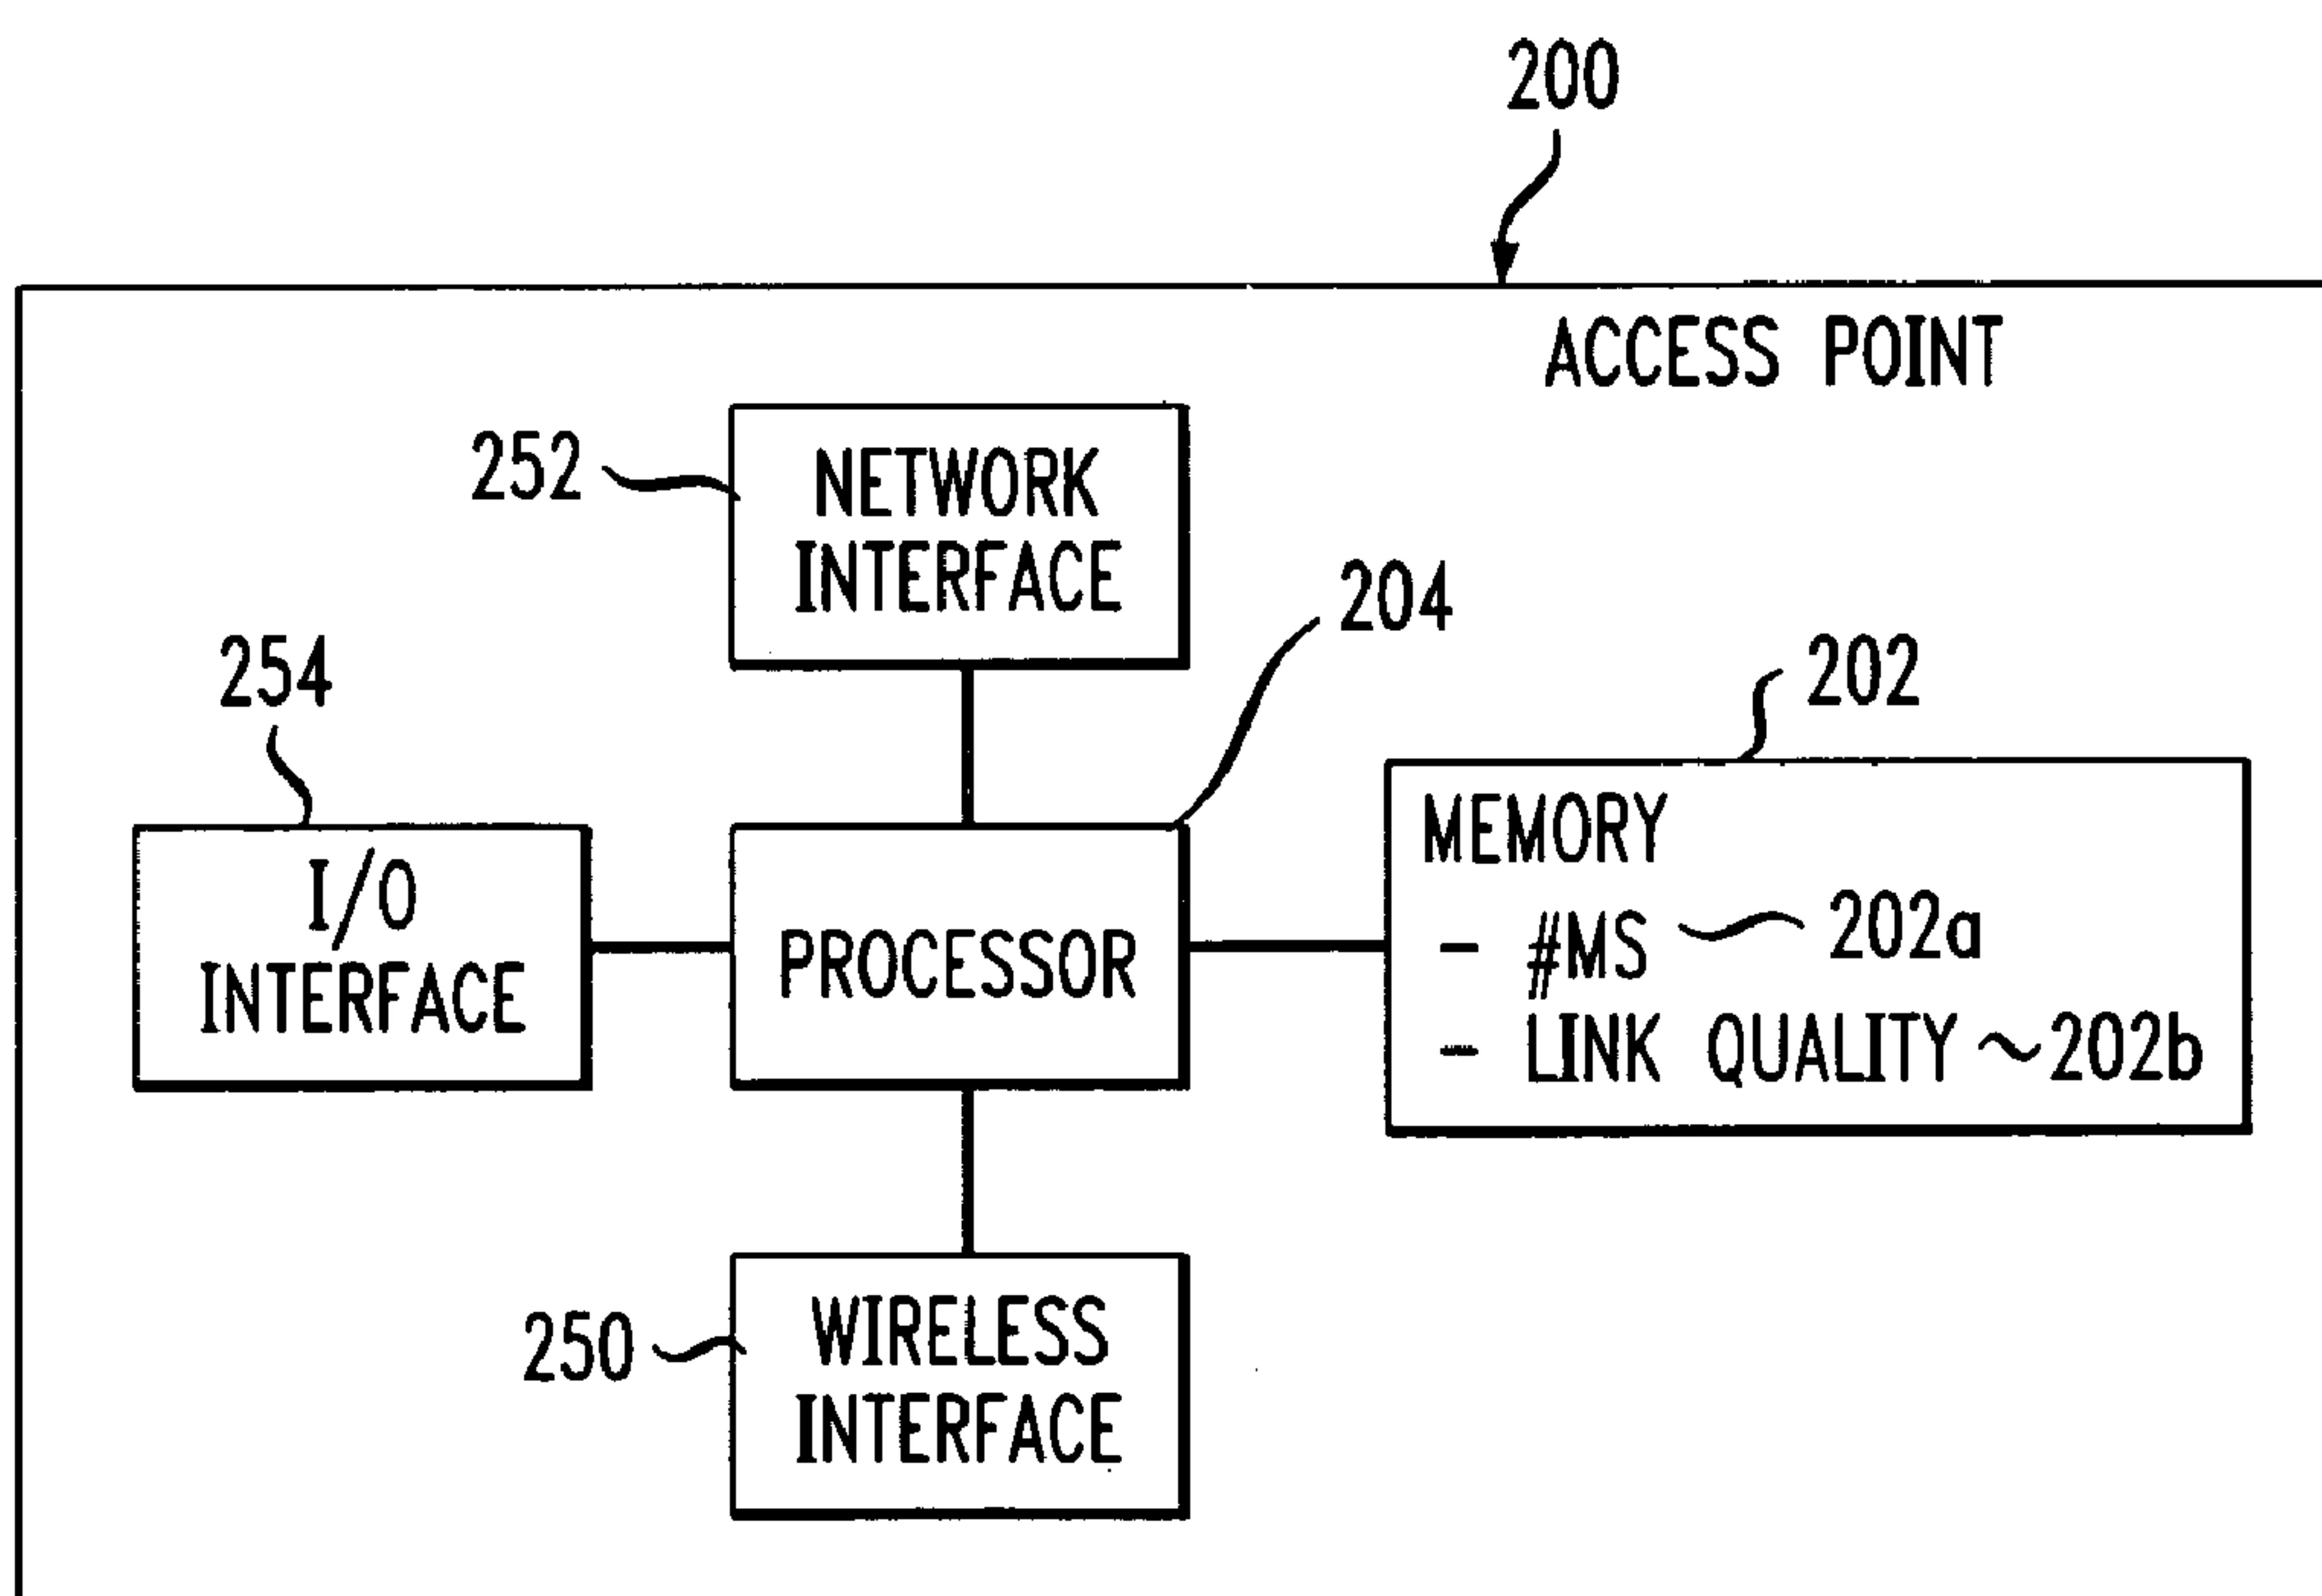 200
ACCESS POINT
252
NETWORK
INTERFACE
204
254
202
I/O
INTERFACE
PROCESSOR
MEMORY
- #MS 202a
- LINK QUALITY ~202b
250
WIRELESS
INTERFACE